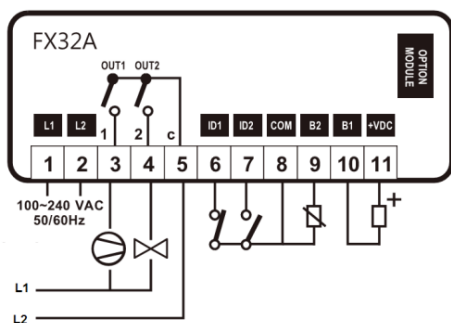 FX32A
OPTION MODULE
OUT1 OUT2
L1 L2 1 2 c ID1 ID2 COM B2 B1 +VDC
1 2 3 4 5 6 7 8 9 10 11
100~240 VAC
50/60Hz
+
L1
L2